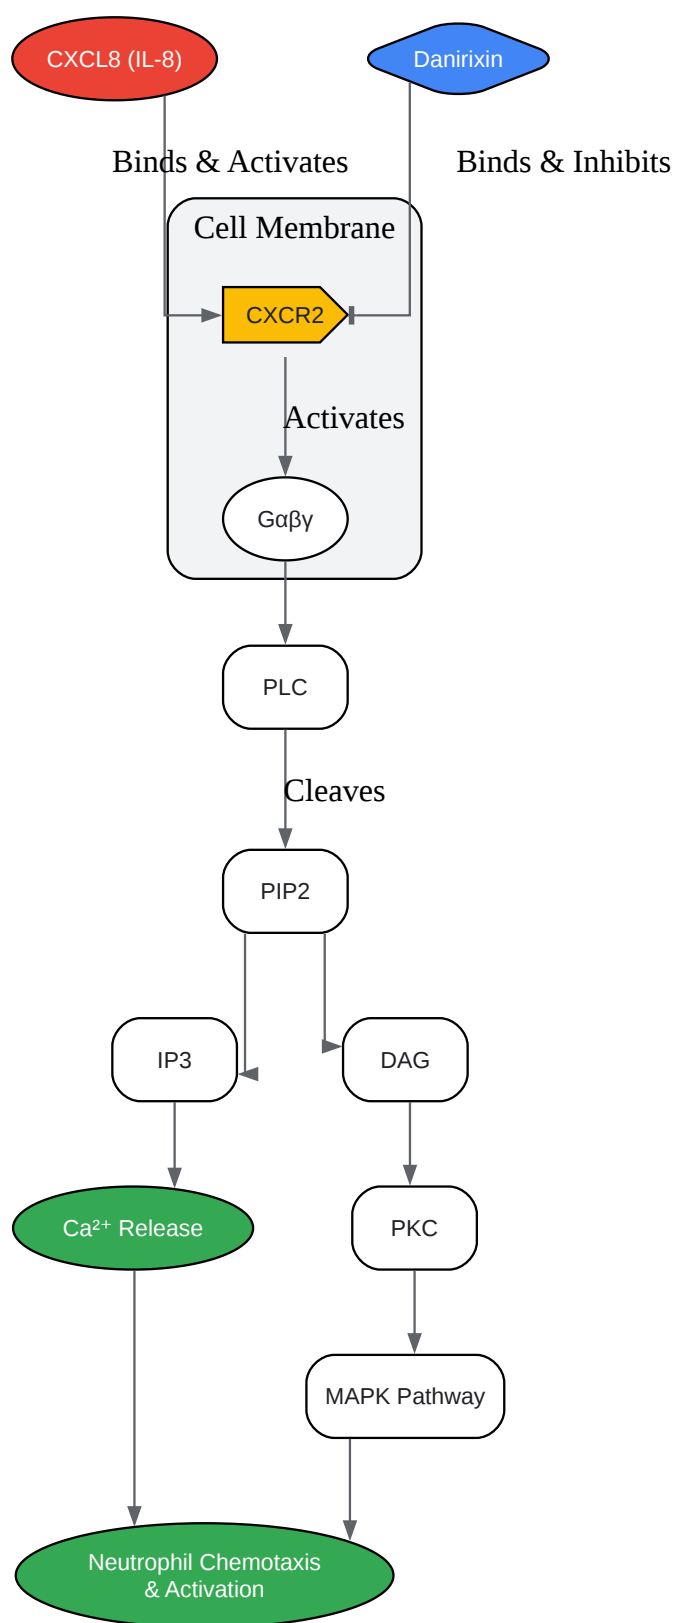 CXCL8 (IL-8)
Danirixin
Binds & Activates
Binds & Inhibits
Cell Membrane
CXCR2
Activates
Gαβγ
PLC
Cleaves
PIP2
IP3
DAG
Ca²⁺ Release
PKC
MAPK Pathway
Neutrophil Chemotaxis
& Activation